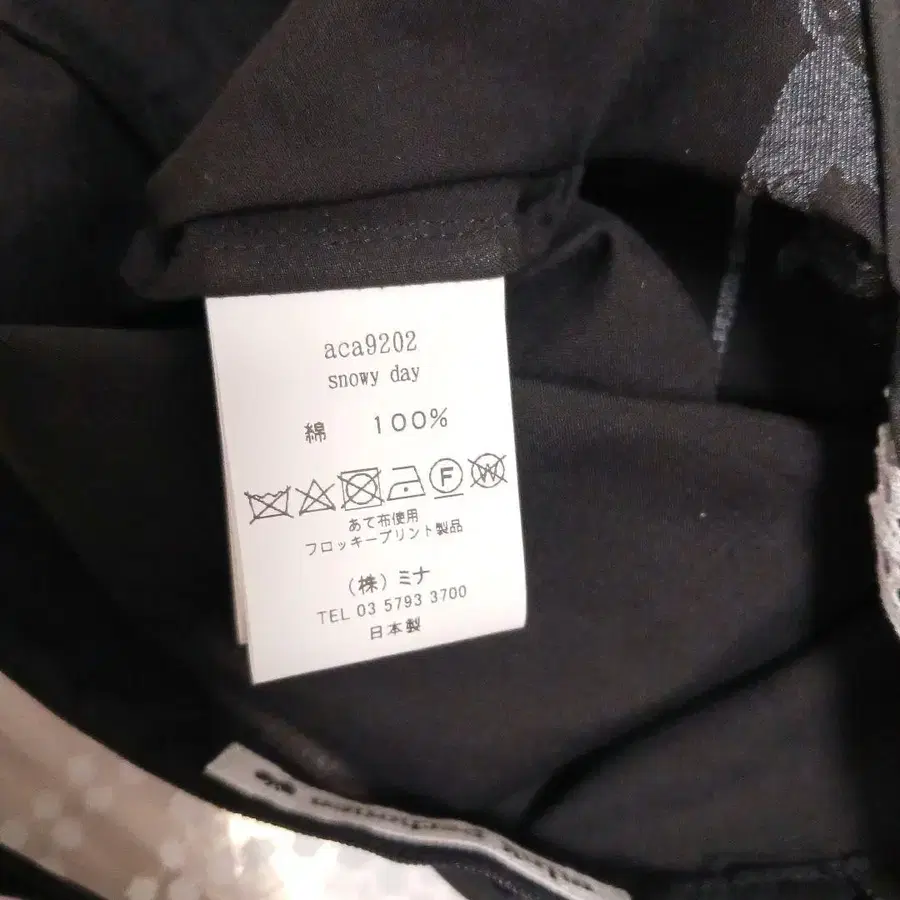 aca9202
snowy day
綿 100%
F W
あて布使用
フロッキープリント製品
(株)ミナ
TEL 03 5793 3700
日本製